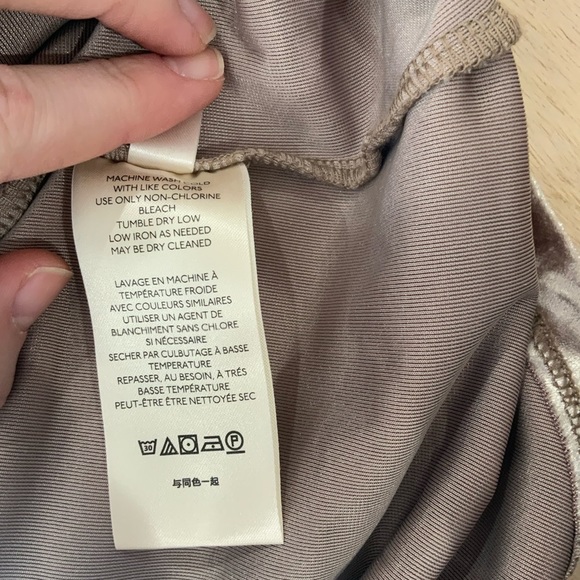 MACHINE WASH COLD
WITH LIKE COLORS
USE ONLY NON-CHLORINE
BLEACH
TUMBLE DRY LOW
LOW IRON AS NEEDED
MAY BE DRY CLEANED
LAVAGE EN MACHINE À
TEMPÉRATURE FROIDE
AVEC COULEURS SIMILAIRES
UTILISER UN AGENT DE
BLANCHIMENT SANS CHLORE
SI NÉCESSAIRE
SECHER PAR CULBUTAGE À BASSE
TEMPERATURE
REPASSER, AU BESOIN, À TRÉS
BASSE TEMPÉRATURE
PEUT-ÊTRE ÊTRE NETTOYÉE SEC
30 P
与同色一起